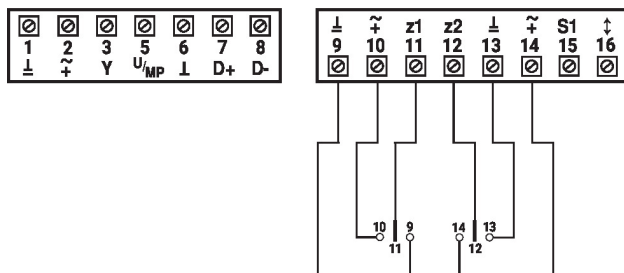 1 2 3 5 6 7 8
⊥ ~+ Y U/MP ⊥ D+ D-
⊥ ~+ z1 z2 ⊥ ~+ S1 ↕
9 10 11 12 13 14 15 16
10 9 14 13
11 12